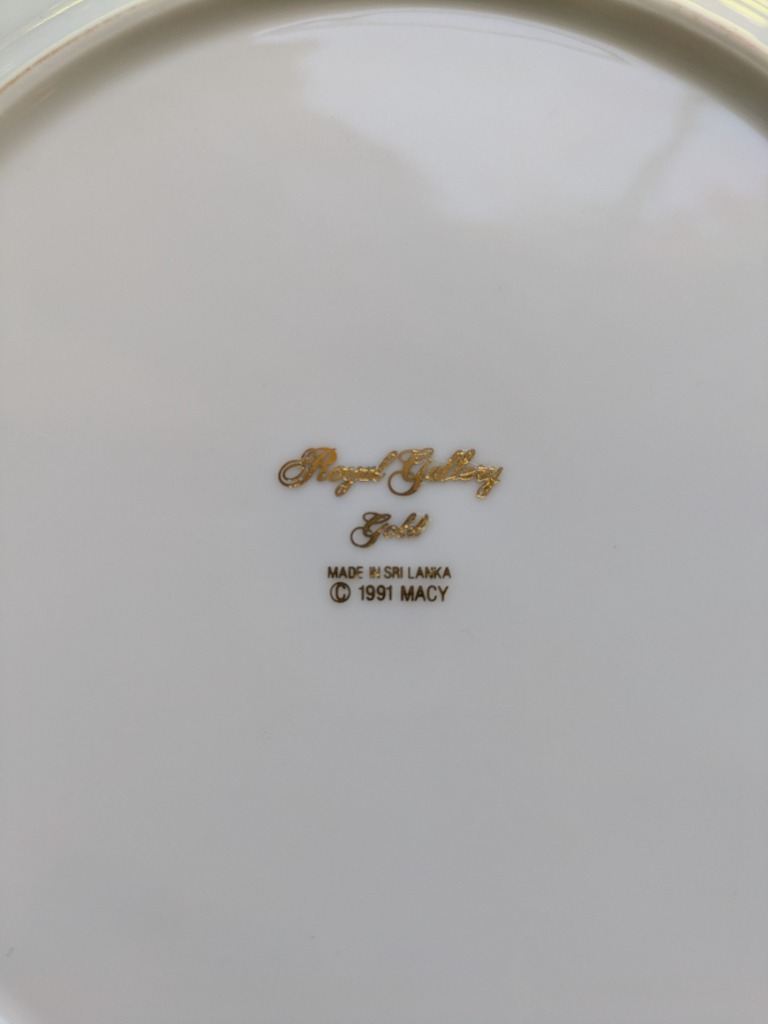 Royal Gallery
Gold
MADE IN SRI LANKA
© 1991 MACY